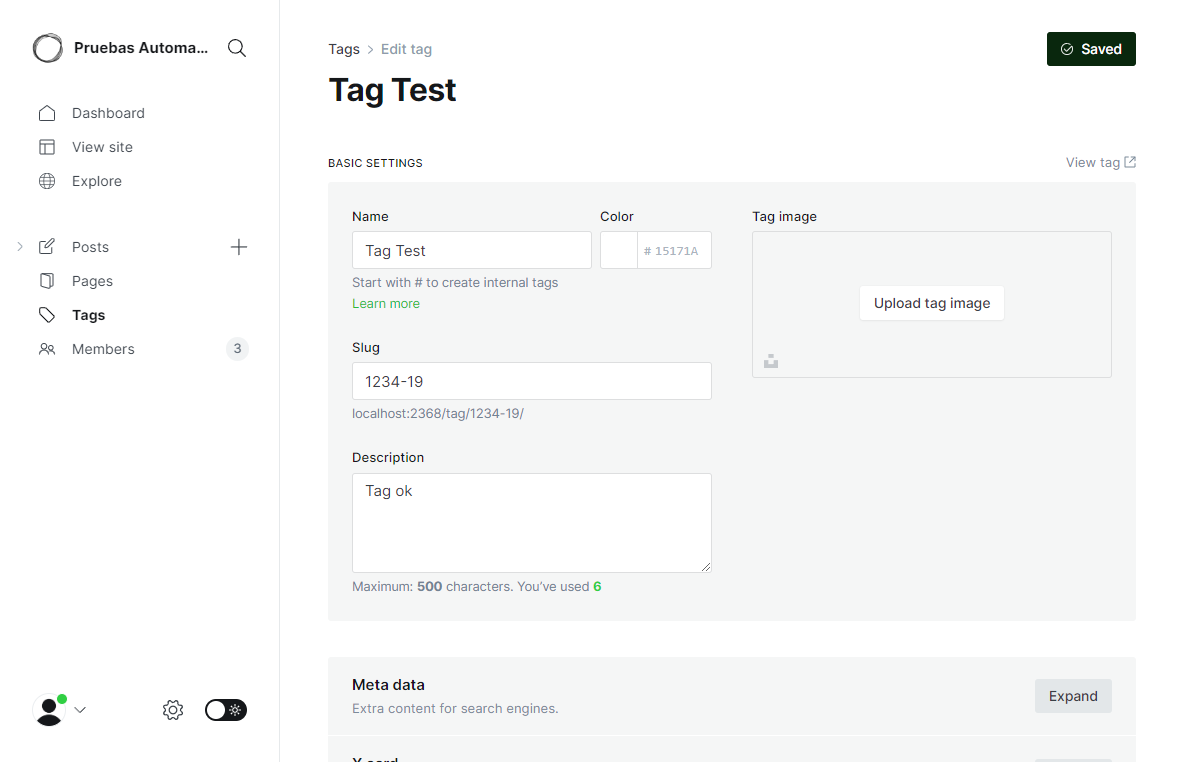 Pruebas Automa...
Dashboard
View site
Explore
Posts
Pages
Tags
Members 3
Tags > Edit tag
Saved
Tag Test
BASIC SETTINGS
View tag
Name
Color
Tag image
Tag Test
# 15171A
Start with # to create internal tags
Learn more
Upload tag image
Slug
1234-19
localhost:2368/tag/1234-19/
Description
Tag ok
Maximum: 500 characters. You’ve used 6
Meta data
Extra content for search engines.
Expand
X card